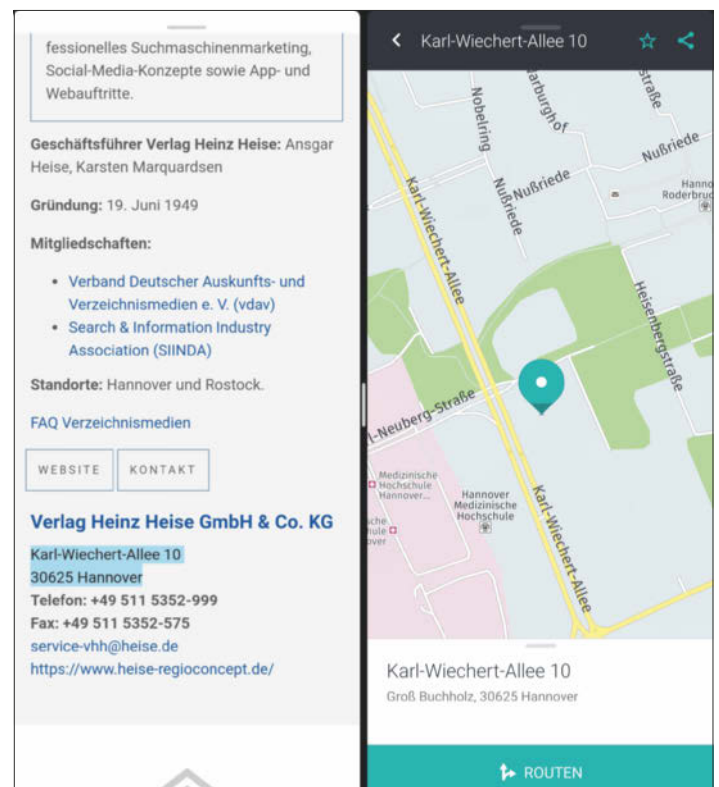 fessionelles Suchmaschinenmarketing,
Social-Media-Konzepte sowie App- und
Webauftritte.
Geschäftsführer Verlag Heinz Heise: Ansgar
Heise, Karsten Marquardsen
Gründung: 19. Juni 1949
Mitgliedschaften:
• Verband Deutscher Auskunfts- und
Verzeichnismedien e. V. (vdav)
• Search & Information Industry
Association (SIINDA)
Standorte: Hannover und Rostock.
FAQ Verzeichnismedien
WEBSITE
KONTAKT
Verlag Heinz Heise GmbH & Co. KG
Karl-Wiechert-Allee 10
30625 Hannover
Telefon: +49 511 5352-999
Fax: +49 511 5352-575
service-vhh@heise.de
https://www.heise-regioconcept.de/
Karl-Wiechert-Allee 10
Nobelring
Nußriede
Nußriede
Nußriede
Karl-Wiechert-Allee
Heisenbergstraße
Medizinische
Hochschule
Hannover...
Hannover
Medizinische
Hochschule
Karl-Wiechert-Allee
Karl-Wiechert-Allee 10
Groß Buchholz, 30625 Hannover
ROUTEN